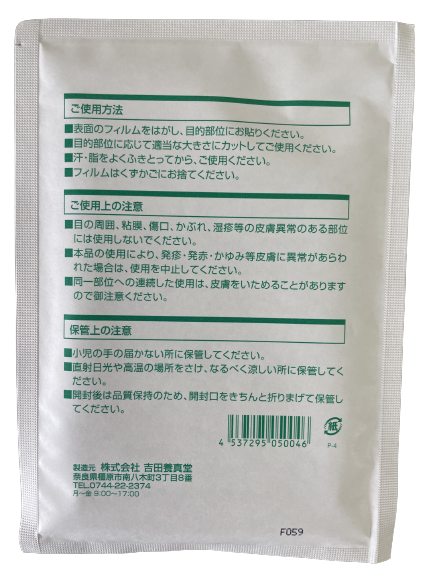 ご使用方法
■表面のフィルムをはがし、目的部位にお貼りください。
■目的部位に応じて適当な大きさにカットしてご使用ください。
■汗・脂をよくふきとってから、ご使用ください。
■フィルムはくずかごにお捨てください。
ご使用上の注意
■目の周囲、粘膜、傷口、かぶれ、湿疹等の皮膚異常のある部位
には使用しないでください。
■本品の使用により、発疹・発赤・かゆみ等皮膚に異常があらわ
れた場合は、使用を中止してください。
■同一部位への連続した使用は、皮膚をいためることがあります
ので御注意ください。
保管上の注意
■小児の手の届かない所に保管してください。
■直射日光や高温の場所をさけ、なるべく涼しい所に保管してく
ださい。
■開封後は品質保持のため、開封口をきちんと折りまげて保管し
てください。
4 537295 050046
紙
P-4
製造元 株式会社 吉田養真堂
奈良県橿原市南八木町3丁目8番
TEL.0744-22-2374
月〜金 9:00〜17:00
F059